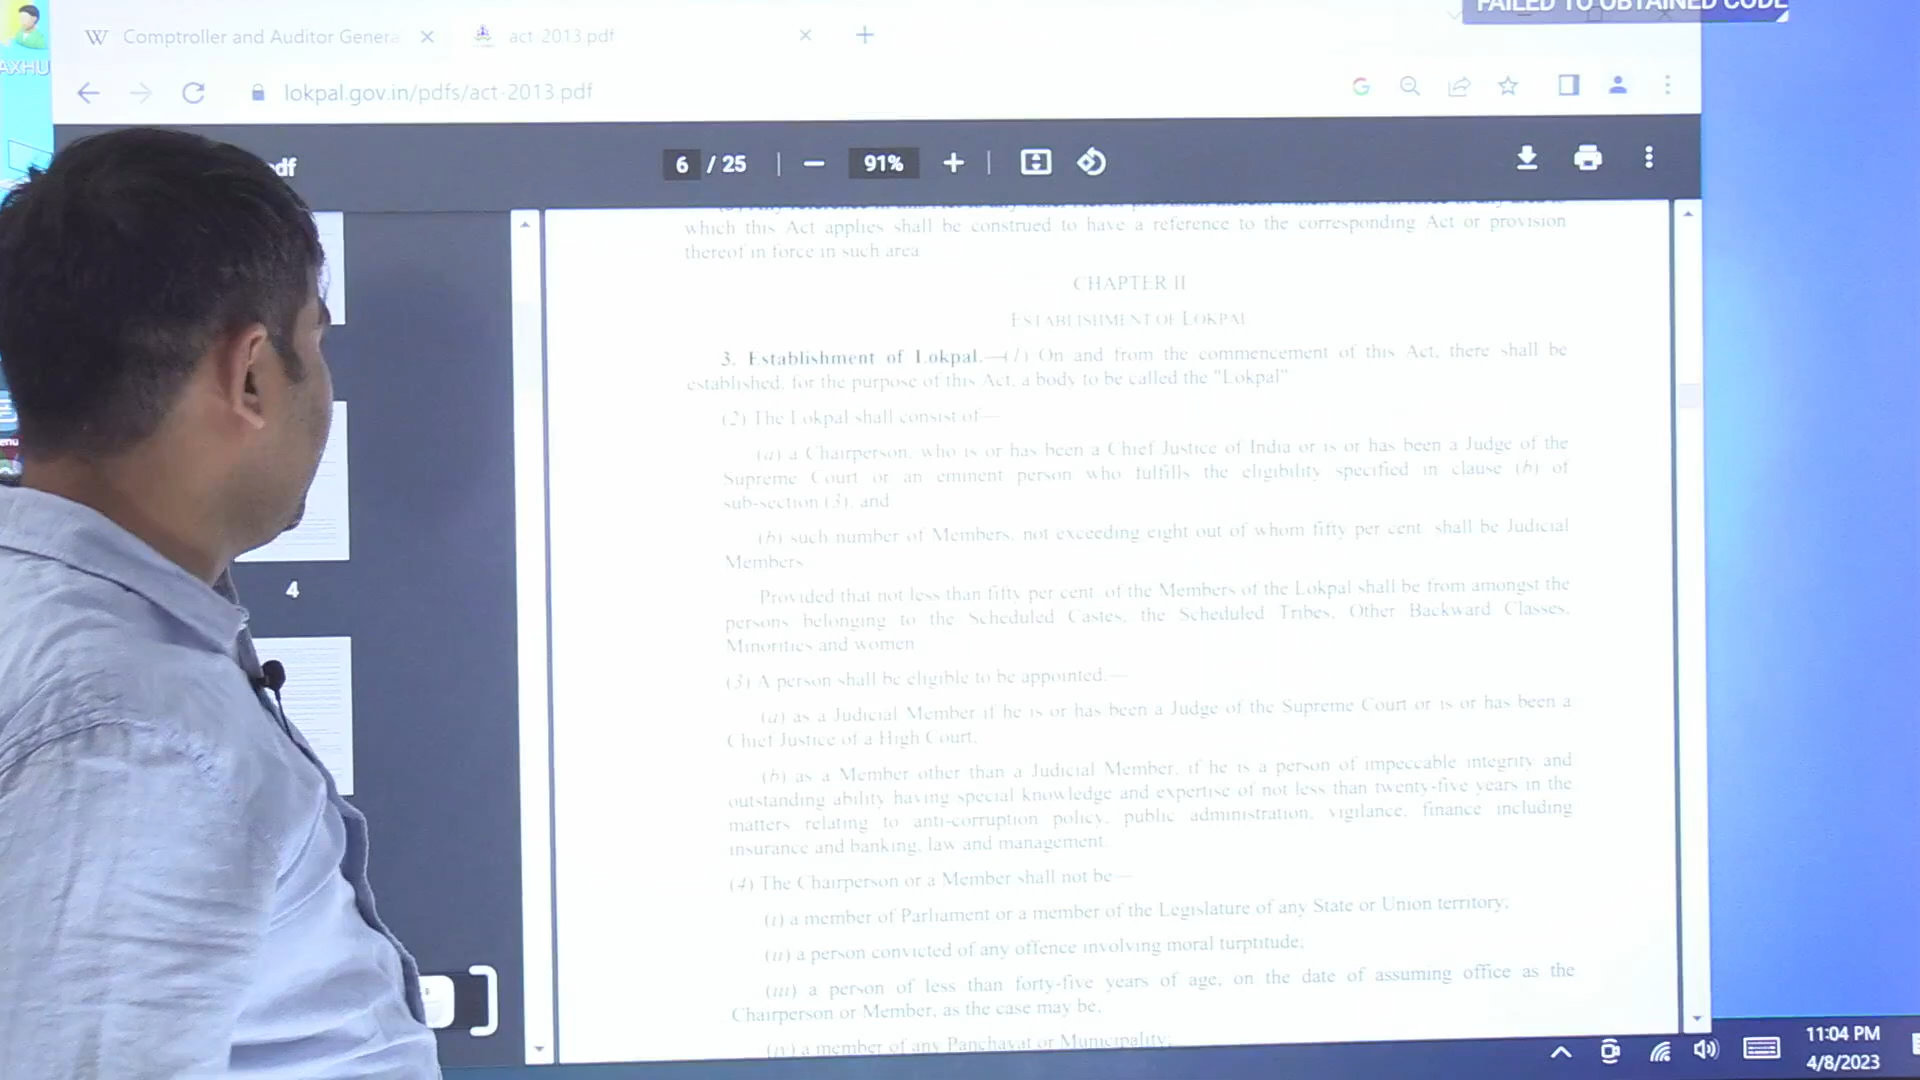 FAILED TO OBTAINED CODE
AXHU
Comptroller and Auditor Genera
act-2013.pdf
lokpal.gov.in/pdfs/act-2013.pdf
df
6 / 25
91%
which this Act applies shall be construed to have a reference to the corresponding Act or provision
thereof in force in such area
CHAPTER II
ESTABLISHMENT OF LOKPAL
3. Establishment of Lokpal.—(1) On and from the commencement of this Act, there shall be
established, for the purpose of this Act, a body to be called the "Lokpal"
(2) The Lokpal shall consist of—
(a) a Chairperson, who is or has been a Chief Justice of India or is or has been a Judge of the
Supreme Court or an eminent person who fulfills the eligibility specified in clause (b) of
sub-section (3), and
(b) such number of Members, not exceeding eight out of whom fifty per cent. shall be Judicial
Members
Provided that not less than fifty per cent. of the Members of the Lokpal shall be from amongst the
persons belonging to the Scheduled Castes, the Scheduled Tribes, Other Backward Classes,
Minorities and women
(3) A person shall be eligible to be appointed,—
(a) as a Judicial Member if he is or has been a Judge of the Supreme Court or is or has been a
Chief Justice of a High Court,
(b) as a Member other than a Judicial Member, if he is a person of impeccable integrity and
outstanding ability having special knowledge and expertise of not less than twenty-five years in the
matters relating to anti-corruption policy, public administration, vigilance, finance including
insurance and banking, law and management.
(4) The Chairperson or a Member shall not be—
(i) a member of Parliament or a member of the Legislature of any State or Union territory;
(ii) a person convicted of any offence involving moral turptitude;
(iii) a person of less than forty-five years of age, on the date of assuming office as the
Chairperson or Member, as the case may be;
(iv) a member of any Panchayat or Municipality;
4
11:04 PM
4/8/2023